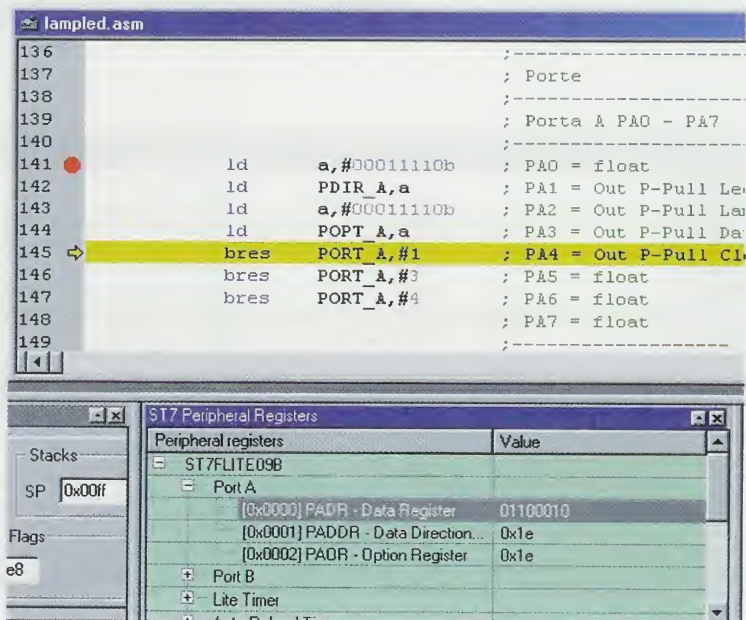 lampled.asm
136 ;-----------------------
137 ; Porte
138 ;-----------------------
139 ; Porta A PA0 - PA7
140 ;-----------------------
141 ld a,#00011110b ; PA0 = float
142 ld PDIR_A,a ; PA1 = Out P-Pull Le
143 ld a,#00011110b ; PA2 = Out P-Pull La
144 ld POPT_A,a ; PA3 = Out P-Pull Da
145 bres PORT_A,#1 ; PA4 = Out P-Pull Cl
146 bres PORT_A,#3 ; PA5 = float
147 bres PORT_A,#4 ; PA6 = float
148 ; PA7 = float
149 ;-----------------------
Stacks
SP 0x00ff
Flags
e8
ST7 Peripheral Registers
Peripheral registers Value
ST7FLITE09B
Port A
[0x0000] PADR - Data Register 01100010
[0x0001] PADDR - Data Direction... 0x1e
[0x0002] PAOR - Option Register 0x1e
Port B
Lite Timer